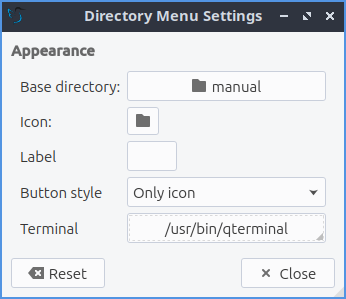 Directory Menu Settings
Appearance
Base directory: manual
Icon:
Label
Button style Only icon
Terminal /usr/bin/qterminal
Reset Close